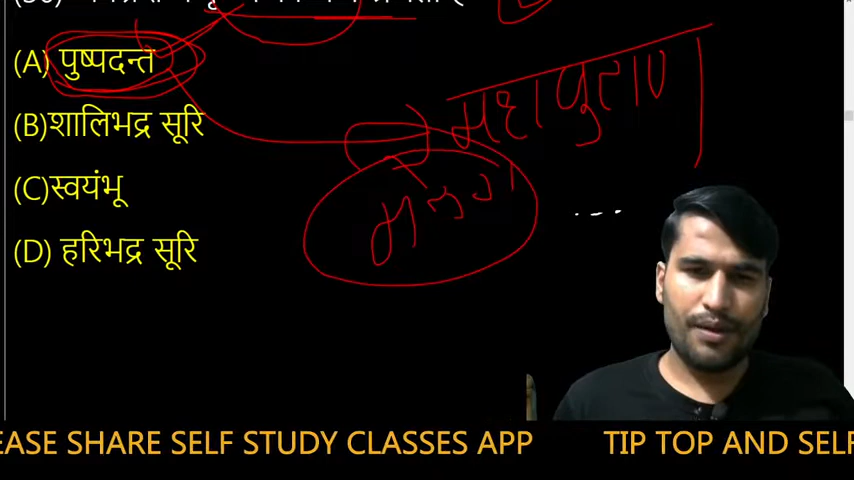 (A) पुष्पदन्त
महापुराण
(B)शालिभद्र सूरि
(C)स्वयंभू
(D) हरिभद्र सूरि
EASE SHARE SELF STUDY CLASSES APP TIP TOP AND SELF